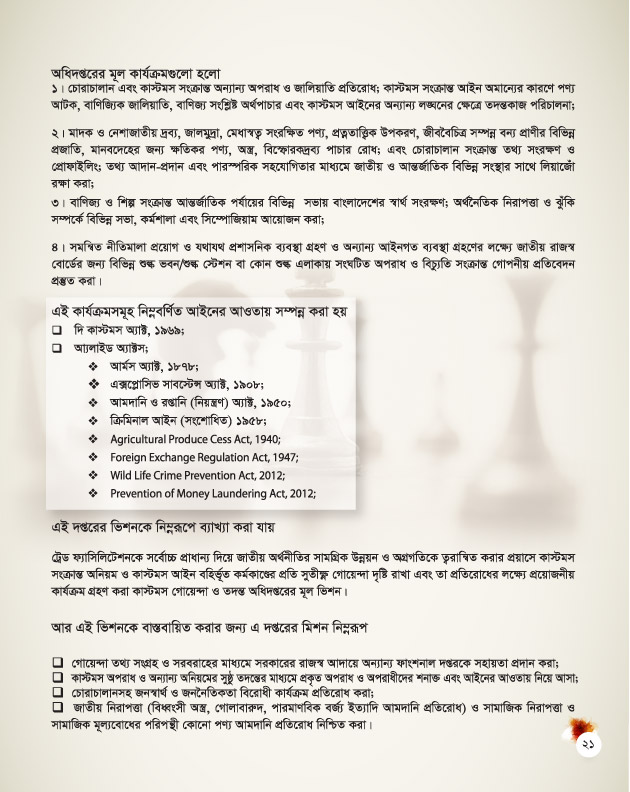 অধিদপ্তরের মূল কার্যক্রমগুলো হলো
১। চোরাচালান এবং কাস্টমস সংক্রান্ত অন্যান্য অপরাধ ও জালিয়াতি প্রতিরোধ; কাস্টমস সংক্রান্ত আইন অমান্যের কারণে পণ্য
আটক, বাণিজ্যিক জালিয়াতি, বাণিজ্য সংশ্লিষ্ট অর্থপাচার এবং কাস্টমস আইনের অন্যান্য লঙ্ঘনের ক্ষেত্রে তদন্তকাজ পরিচালনা;
২। মাদক ও নেশাজাতীয় দ্রব্য, জালমুদ্রা, মেধাস্বত্ব সংরক্ষিত পণ্য, প্রত্নতাত্ত্বিক উপকরণ, জীববৈচিত্র সম্পন্ন বন্য প্রাণীর বিভিন্ন
প্রজাতি, মানবদেহের জন্য ক্ষতিকর পণ্য, অস্ত্র, বিস্ফোরকদ্রব্য পাচার রোধ; এবং চোরাচালান সংক্রান্ত তথ্য সংরক্ষণ ও
প্রোফাইলিং; তথ্য আদান-প্রদান এবং পারস্পরিক সহযোগিতার মাধ্যমে জাতীয় ও আন্তর্জাতিক বিভিন্ন সংস্থার সাথে লিয়াজোঁ
রক্ষা করা;
৩। বাণিজ্য ও শিল্প সংক্রান্ত আন্তর্জাতিক পর্যায়ের বিভিন্ন সভায় বাংলাদেশের স্বার্থ সংরক্ষণ; অর্থনৈতিক নিরাপত্তা ও ঝুঁকি
সম্পর্কে বিভিন্ন সভা, কর্মশালা এবং সিম্পোজিয়াম আয়োজন করা;
৪। সমন্বিত নীতিমালা প্রয়োগ ও যথাযথ প্রশাসনিক ব্যবস্থা গ্রহণ ও অন্যান্য আইনগত ব্যবস্থা গ্রহণের লক্ষ্যে জাতীয় রাজস্ব
বোর্ডের জন্য বিভিন্ন শুল্ক ভবন/শুল্ক স্টেশন বা কোন শুল্ক এলাকায় সংঘটিত অপরাধ ও বিচ্যুতি সংক্রান্ত গোপনীয় প্রতিবেদন
প্রস্তুত করা।
এই কার্যক্রমসমূহ নিম্নবর্ণিত আইনের আওতায় সম্পন্ন করা হয়
❑ দি কাস্টমস অ্যাক্ট, ১৯৬৯;
❑ অ্যালাইড অ্যাক্টস;
❖ আর্মস অ্যাক্ট, ১৮৭৮;
❖ এক্সপ্লোসিভ সাবস্টেন্স অ্যাক্ট, ১৯০৮;
❖ আমদানি ও রপ্তানি (নিয়ন্ত্রণ) অ্যাক্ট, ১৯৫০;
❖ ক্রিমিনাল আইন (সংশোধিত) ১৯৫৮;
❖ Agricultural Produce Cess Act, 1940;
❖ Foreign Exchange Regulation Act, 1947;
❖ Wild Life Crime Prevention Act, 2012;
❖ Prevention of Money Laundering Act, 2012;
এই দপ্তরের ভিশনকে নিম্নরূপে ব্যাখ্যা করা যায়
ট্রেড ফ্যাসিলিটেশনকে সর্বোচ্চ প্রাধান্য দিয়ে জাতীয় অর্থনীতির সামগ্রিক উন্নয়ন ও অগ্রগতিকে ত্বরান্বিত করার প্রয়াসে কাস্টমস
সংক্রান্ত অনিয়ম ও কাস্টমস আইন বহির্ভূত কর্মকাণ্ডের প্রতি সুতীক্ষ্ণ গোয়েন্দা দৃষ্টি রাখা এবং তা প্রতিরোধের লক্ষ্যে প্রয়োজনীয়
কার্যক্রম গ্রহণ করা কাস্টমস গোয়েন্দা ও তদন্ত অধিদপ্তরের মূল ভিশন।
আর এই ভিশনকে বাস্তবায়িত করার জন্য এ দপ্তরের মিশন নিম্নরূপ
❑ গোয়েন্দা তথ্য সংগ্রহ ও সরবরাহের মাধ্যমে সরকারের রাজস্ব আদায়ে অন্যান্য ফাংশনাল দপ্তরকে সহায়তা প্রদান করা;
❑ কাস্টমস অপরাধ ও অন্যান্য অনিয়মের সুষ্ঠু তদন্তের মাধ্যমে প্রকৃত অপরাধ ও অপরাধীদের শনাক্ত এবং আইনের আওতায় নিয়ে আসা;
❑ চোরাচালানসহ জনস্বার্থ ও জননৈতিকতা বিরোধী কার্যক্রম প্রতিরোধ করা;
❑ জাতীয় নিরাপত্তা (বিধ্বংসী অস্ত্র, গোলাবারুদ, পারমাণবিক বর্জ্য ইত্যাদি আমদানি প্রতিরোধ) ও সামাজিক নিরাপত্তা ও
সামাজিক মূল্যবোধের পরিপন্থী কোনো পণ্য আমদানি প্রতিরোধ নিশ্চিত করা।
২১